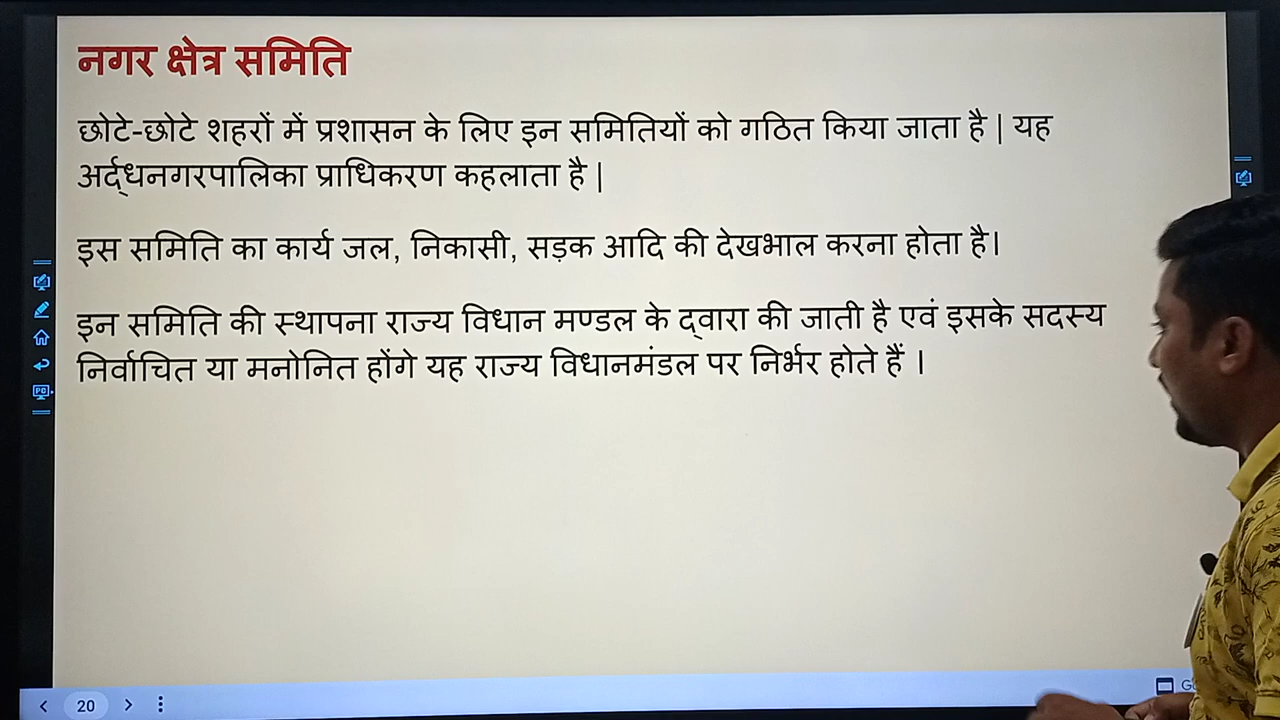 नगर क्षेत्र समिति
छोटे-छोटे शहरों में प्रशासन के लिए इन समितियों को गठित किया जाता है | यह
अर्द्धनगरपालिका प्राधिकरण कहलाता है |
इस समिति का कार्य जल, निकासी, सड़क आदि की देखभाल करना होता है।
इन समिति की स्थापना राज्य विधान मण्डल के द्वारा की जाती है एवं इसके सदस्य
निर्वाचित या मनोनित होंगे यह राज्य विधानमंडल पर निर्भर होते हैं ।
20